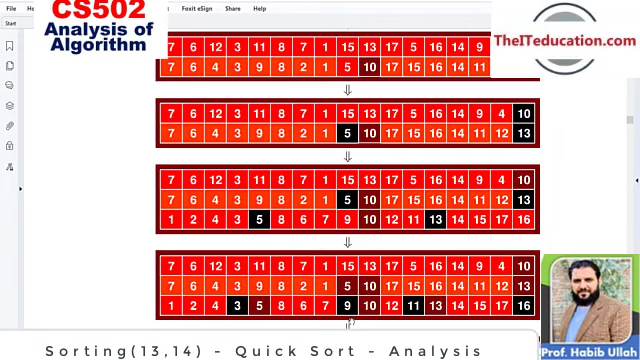 File
Hom
Foxit eSign
Share
Help
Start
CS502
Analysis of
Algorithm
TheITeducation.com
7 6 12 3 11 8 7 1 15 13 17 5 16 14 9
7 6 4 3 9 8 2 1 5 10 17 15 16 14 11
⇓
7 6 12 3 11 8 7 1 15 13 17 5 16 14 9 4 10
7 6 4 3 9 8 2 1 5 10 17 15 16 14 11 12 13
⇓
7 6 12 3 11 8 7 1 15 13 17 5 16 14 9 4 10
7 6 4 3 9 8 2 1 5 10 17 15 16 14 11 12 13
1 2 4 3 5 8 6 7 9 10 12 11 13 14 15 17 16
⇓
7 6 12 3 11 8 7 1 15 13 17 5 16 14 9 4 10
7 6 4 3 9 8 2 1 5 10 17 15 16 14 11 12 13
1 2 4 3 5 8 6 7 9 10 12 11 13 14 15 17 16
Sorting(13,14) - Quick Sort - Analysis
Prof. Habib Ullah